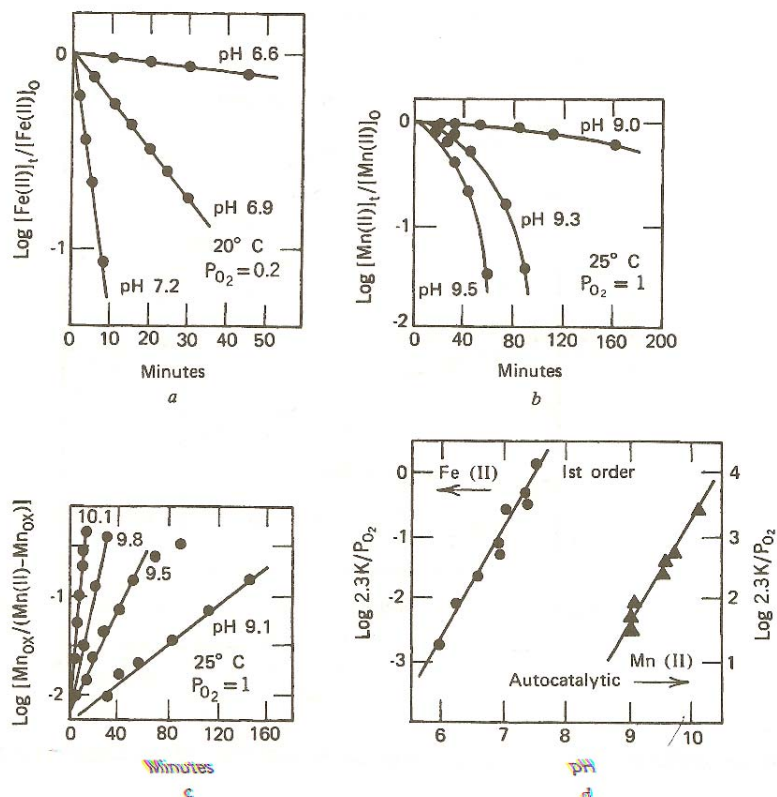 Log [Fe(II)]t/[Fe(II)]O
0
-1
pH 6.6
pH 6.9
20° C
PO2 = 0.2
pH 7.2
0 10 20 30 40 50
Minutes
a
Log [Mn(II)]t/[Mn(II)]O
0
-1
-2
pH 9.0
pH 9.3
pH 9.5
25° C
PO2 = 1
0 40 80 120 160 200
Minutes
b
Log [MnOX/(Mn(II)-MnOX)]
-1
-2
10.1
9.8
9.5
pH 9.1
25° C
PO2 = 1
0 40 80 120 160
Minutes
c
Log 2.3K/PO2
0
-1
-2
-3
Fe (II)
1st order
4
3
2
1
Log 2.3K/PO2
Mn (II)
Autocatalytic
6 7 8 9 10
pH
d